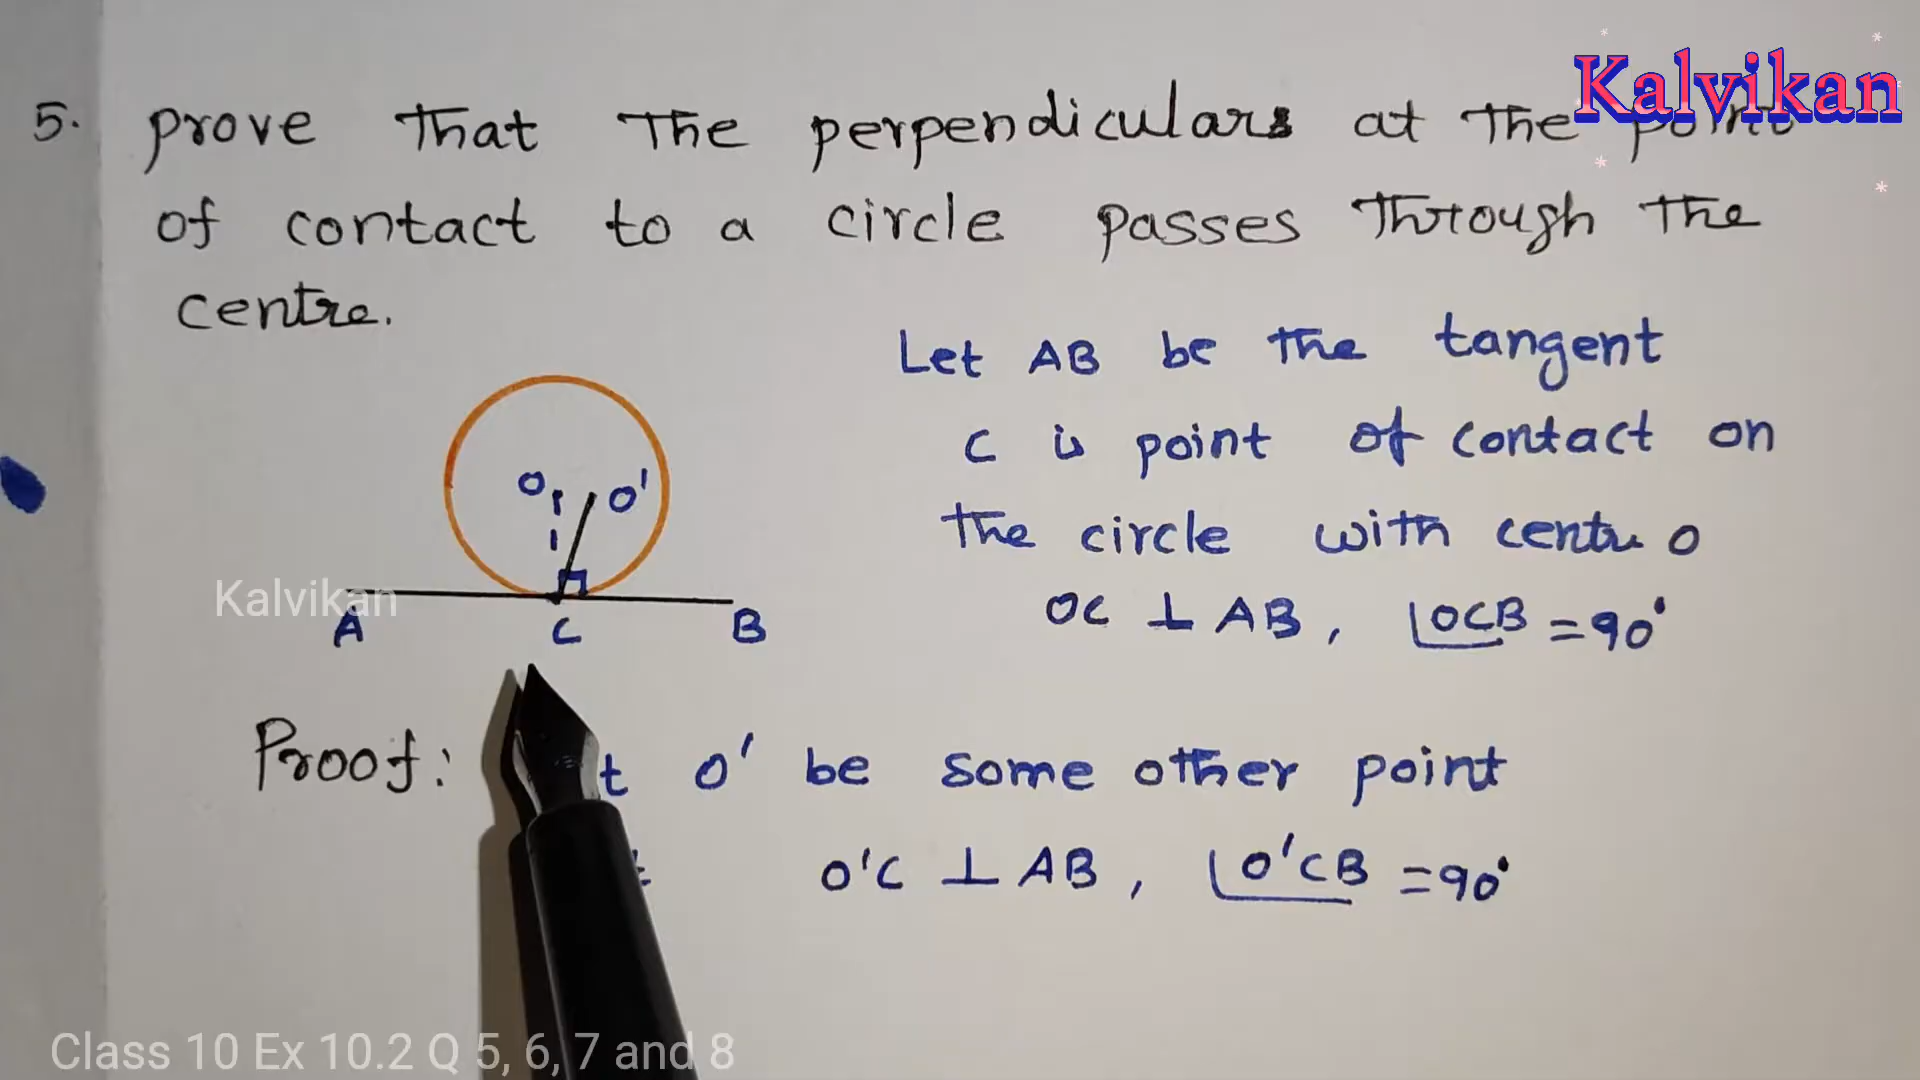 Kalvikan
5. prove that the perpendiculars at the point
of contact to a circle passes through the
centre.
Let AB be the tangent
C is point of contact on
the circle with centre O
OC ⊥ AB, ∠OCB = 90°
O O'
Kalvikan
A C B
Proof: O' be some other point
O'C ⊥ AB, ∠O'CB = 90°
Class 10 Ex 10.2 Q 5, 6, 7 and 8